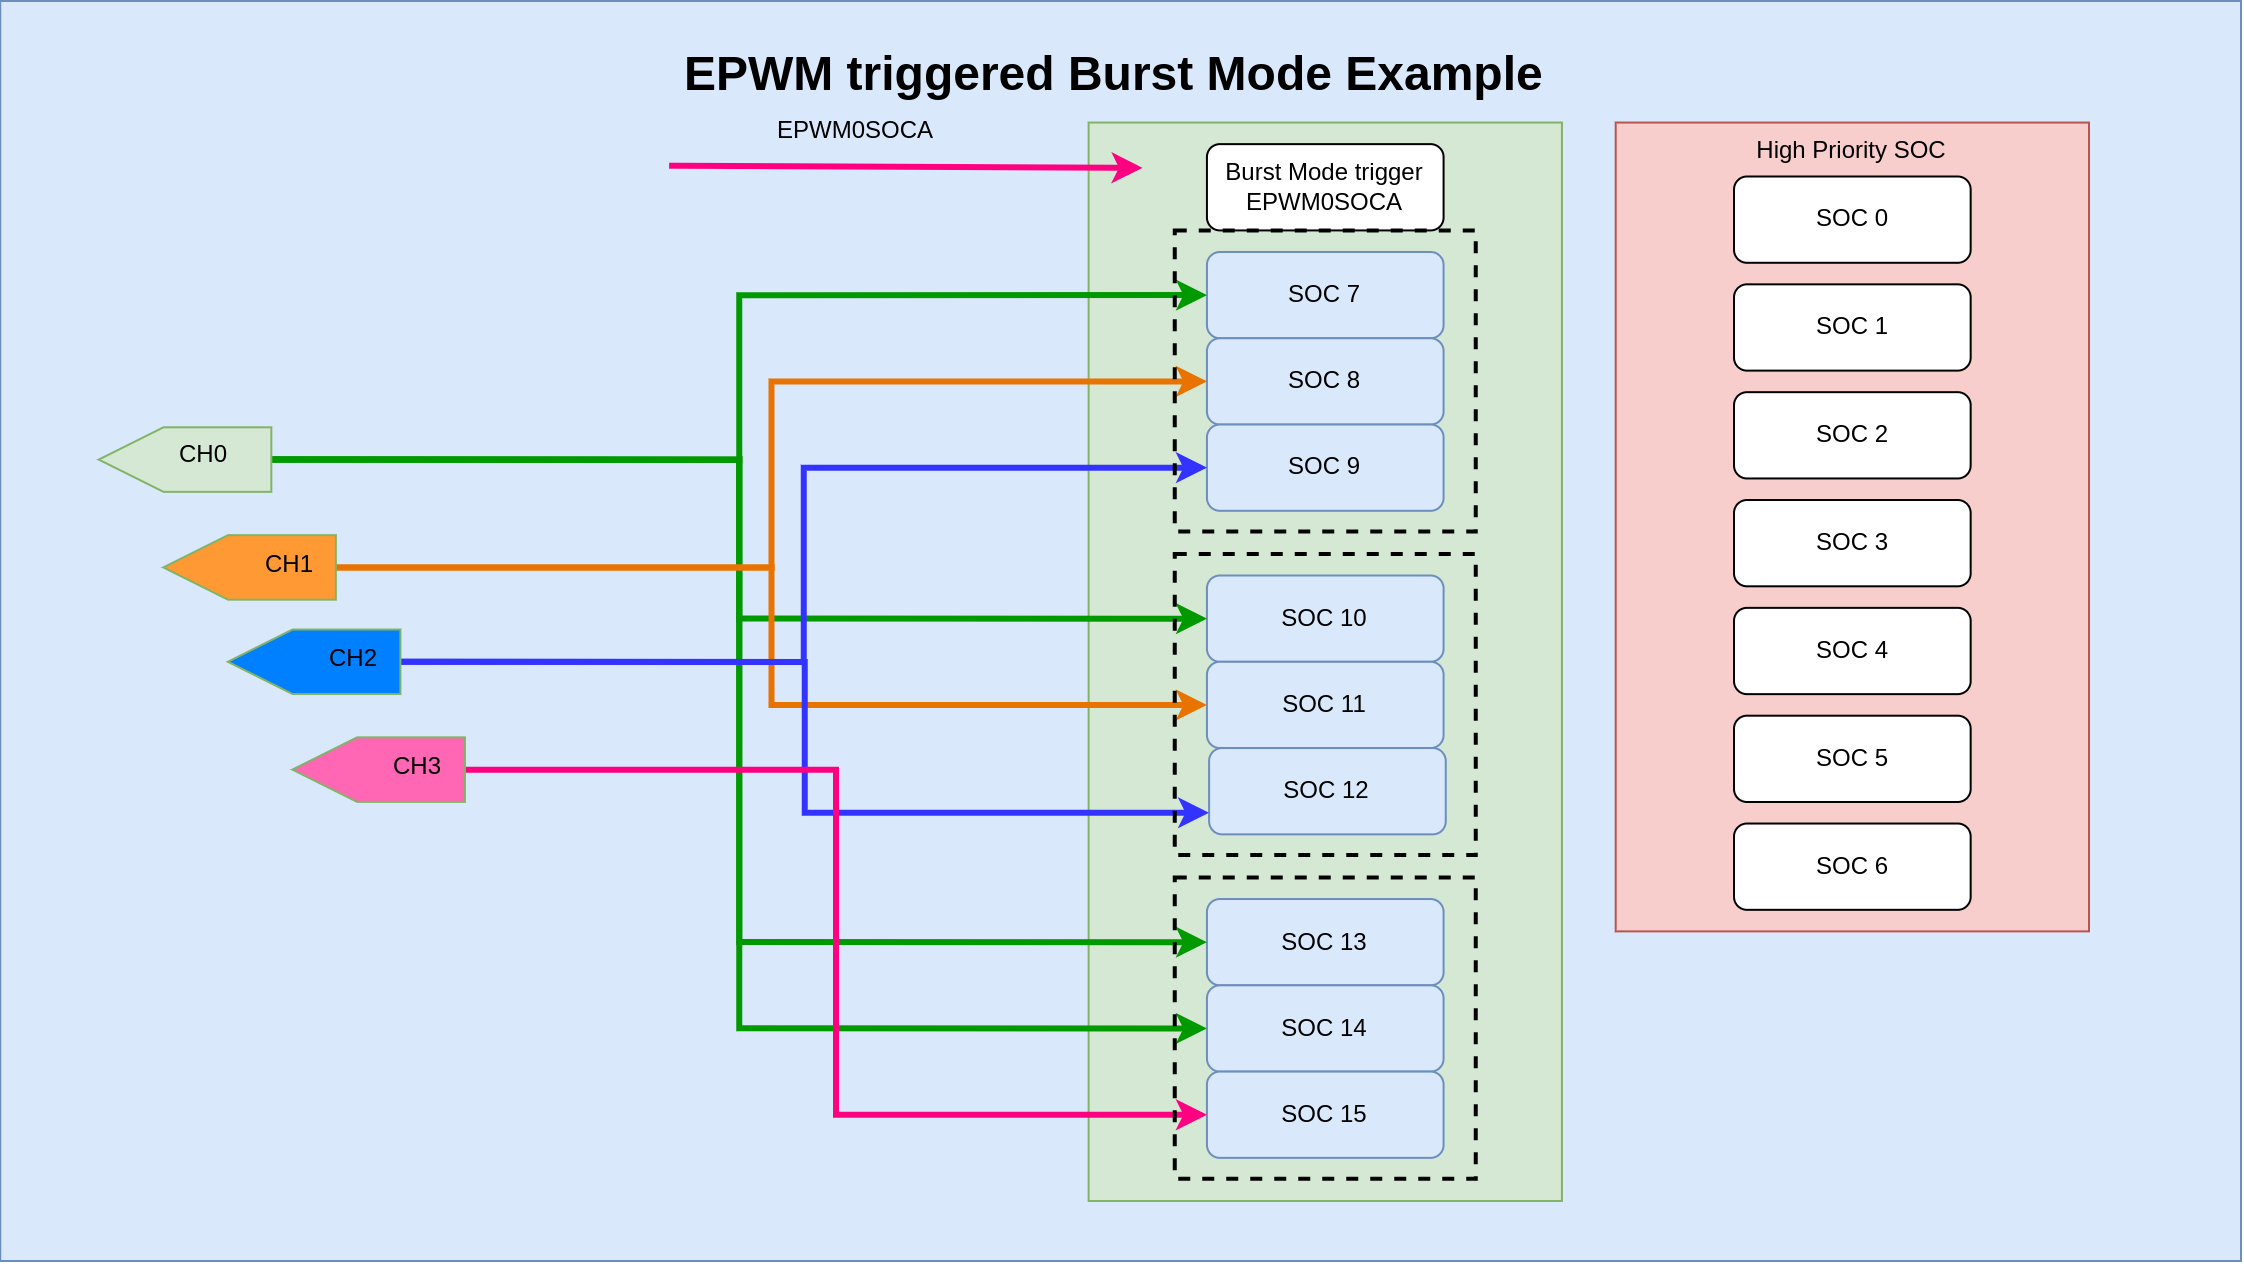 EPWM triggered Burst Mode Example
EPWM0SOCA
Burst Mode trigger
EPWM0SOCA
SOC 7
SOC 8
SOC 9
SOC 10
SOC 11
SOC 12
SOC 13
SOC 14
SOC 15
CH0
CH1
CH2
CH3
High Priority SOC
SOC 0
SOC 1
SOC 2
SOC 3
SOC 4
SOC 5
SOC 6